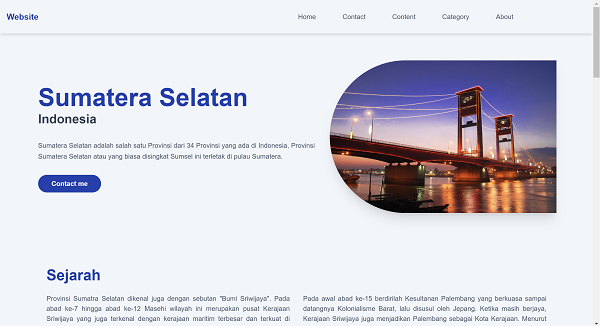 Website
Home Contact Content Category About
Sumatera Selatan
Indonesia
Sumatera Selatan adalah salah satu Provinsi dari 34 Provinsi yang ada di Indonesia, Provinsi
Sumatera Selatan atau yang biasa disingkat Sumsel ini terletak di pulau Sumatera.
Contact me
Sejarah
Provinsi Sumatra Selatan dikenal juga dengan sebutan "Bumi Sriwijaya". Pada
abad ke-7 hingga abad ke-12 Masehi wilayah ini merupakan pusat Kerajaan
Sriwijaya yang juga terkenal dengan kerajaan maritim terbesar dan terkuat di
Pada awal abad ke-15 berdirilah Kesultanan Palembang yang berkuasa sampai
datangnya Kolonialisme Barat, lalu disusul oleh Jepang. Ketika masih berjaya,
Kerajaan Sriwijaya juga menjadikan Palembang sebagai Kota Kerajaan. Menurut